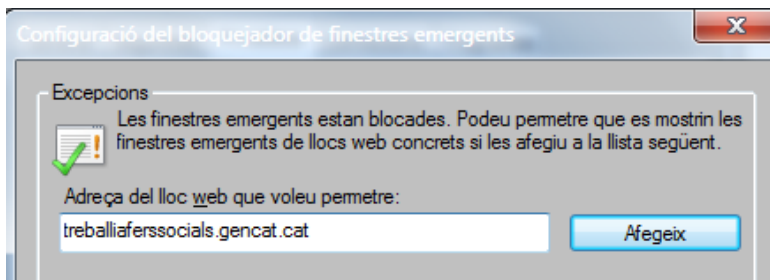 Configuració del bloquejador de finestres emergents
Excepcions
Les finestres emergents estan blocades. Podeu permetre que es mostrin les
finestres emergents de llocs web concrets si les afegiu a la llista següent.
Adreça del lloc web que voleu permetre:
treballiaferssocials.gencat.cat
Afegeix